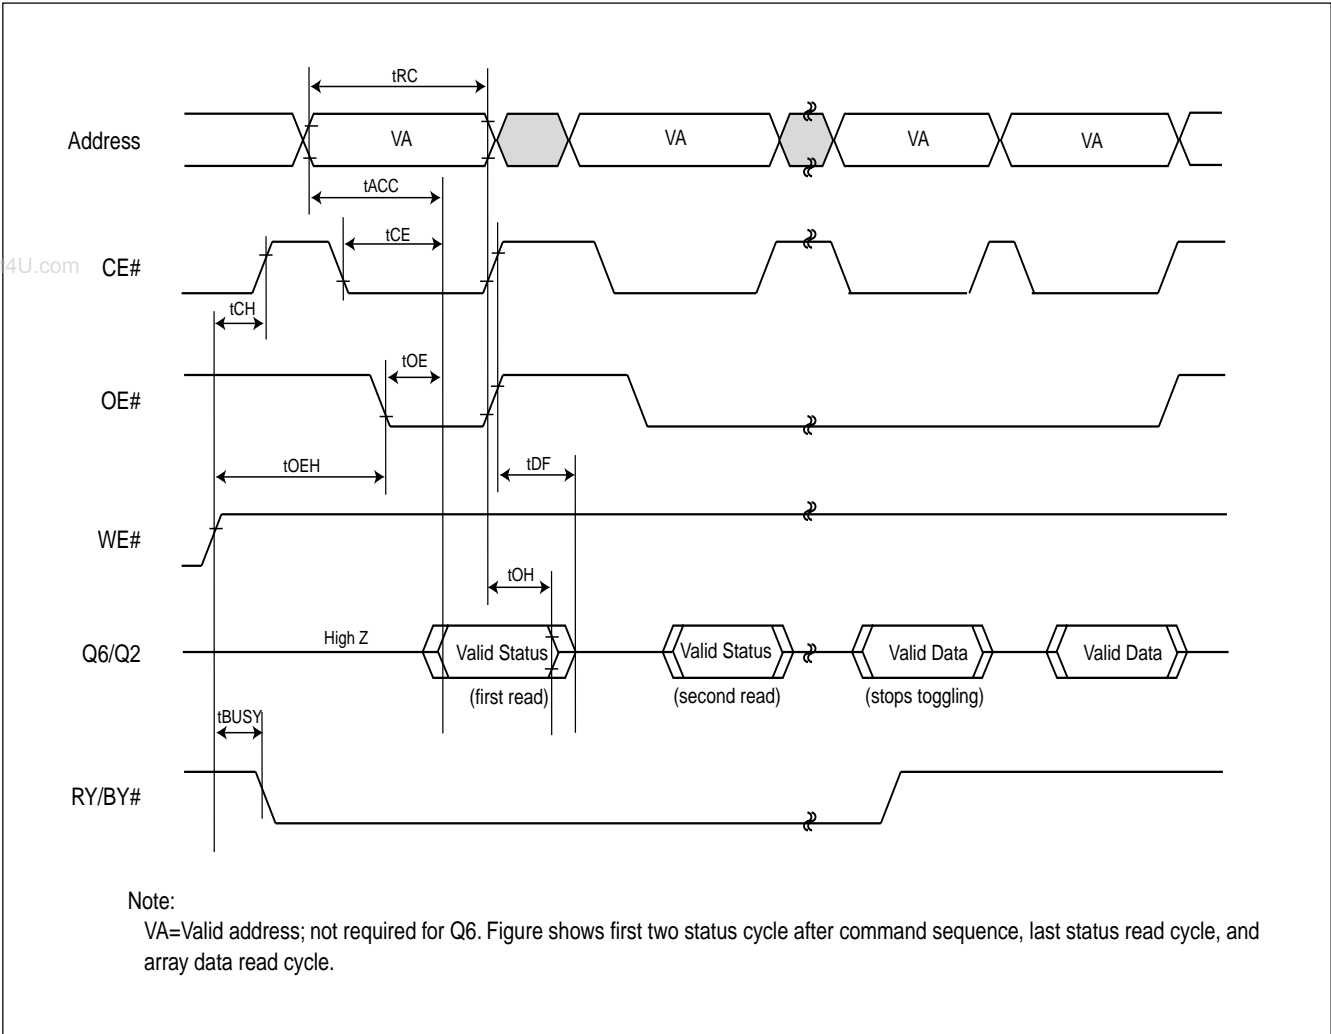 tRC
Address
VA
VA
VA
VA
tACC
tCE
t4U.com
CE#
tCH
tOE
OE#
tOEH
tDF
WE#
tOH
Q6/Q2
High Z
Valid Status
Valid Status
Valid Data
Valid Data
(first read)
(second read)
(stops toggling)
tBUSY
RY/BY#
Note:
VA=Valid address; not required for Q6. Figure shows first two status cycle after command sequence, last status read cycle, and
array data read cycle.